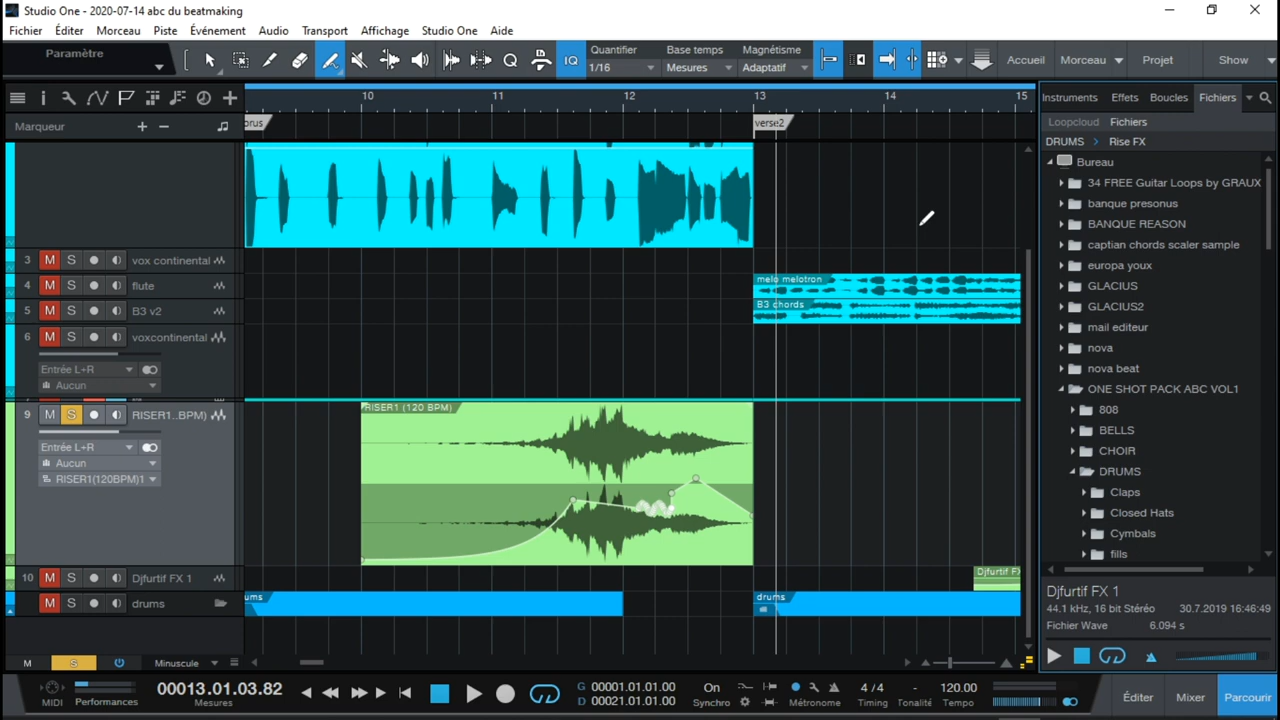 Studio One - 2020-07-14 abc du beatmaking
Fichier Éditer Morceau Piste Événement Audio Transport Affichage Studio One Aide
Paramètre
IQ
Quantifier
1/16
Base temps
Mesures
Magnétisme
Adaptatif
Accueil Morceau Projet Show
10 11 12 13 14 15
Instruments Effets Boucles Fichiers
Marqueur
orus
verse2
Loopcloud Fichiers
DRUMS > Rise FX
Bureau
34 FREE Guitar Loops by GRAUX
banque presonus
BANQUE REASON
captian chords scaler sample
europa youx
GLACIUS
GLACIUS2
mail editeur
nova
nova beat
ONE SHOT PACK ABC VOL1
808
BELLS
CHOIR
DRUMS
Claps
Closed Hats
Cymbals
fills
3 M S vox continental
4 M S flute
5 M S B3 v2
6 M S voxcontinental
Entrée L+R
Aucun
melo melotron
B3 chords
9 M S RISER1..BPM)
Entrée L+R
Aucun
RISER1(120BPM)1
RISER1 (120 BPM)
10 M S Djfurtif FX 1
Djfurtif FX
M S drums
ums
drums
Djfurtif FX 1
44.1 kHz, 16 bit Stéréo 30.7.2019 16:46:49
Fichier Wave 6.094 s
M S Minuscule
MIDI
Performances
00013.01.03.82
Mesures
G 00001.01.01.00
D 00021.01.01.00
On
Synchro
Métronome
4 / 4
Timing
-
Tonalité
120.00
Tempo
Éditer Mixer Parcourir